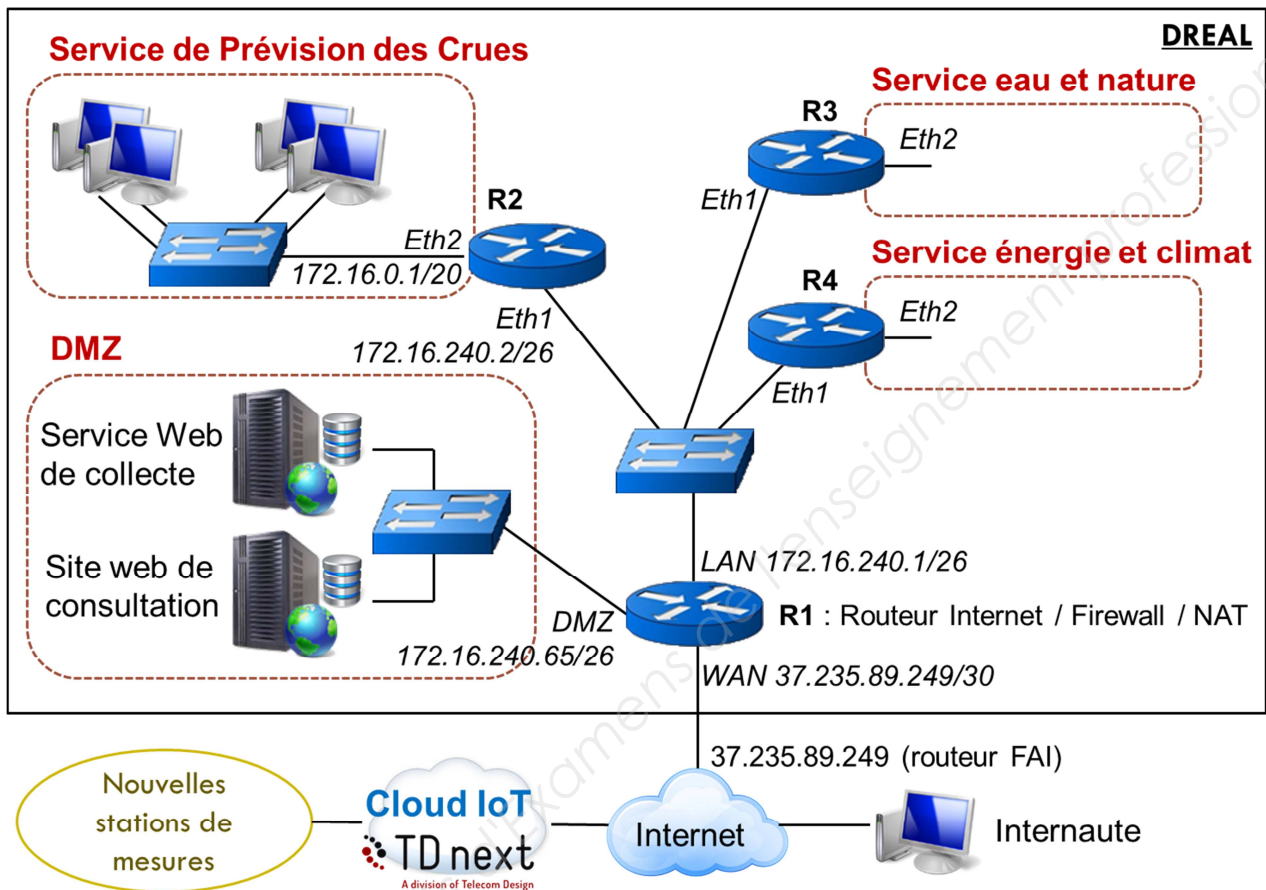 DREAL
Service de Prévision des Crues
Service eau et nature
R3
Eth2
Eth1
R2
Eth2
172.16.0.1/20
Eth1
172.16.240.2/26
Service énergie et climat
R4
Eth2
Eth1
DMZ
Service Web
de collecte
Site web de
consultation
DMZ
172.16.240.65/26
LAN 172.16.240.1/26
R1 : Routeur Internet / Firewall / NAT
WAN 37.235.89.249/30
37.235.89.249 (routeur FAI)
Nouvelles
stations de
mesures
Cloud IoT
TD next
A division of Telecom Design
Internet
Internaute
d'Examens de l'enseignement profession